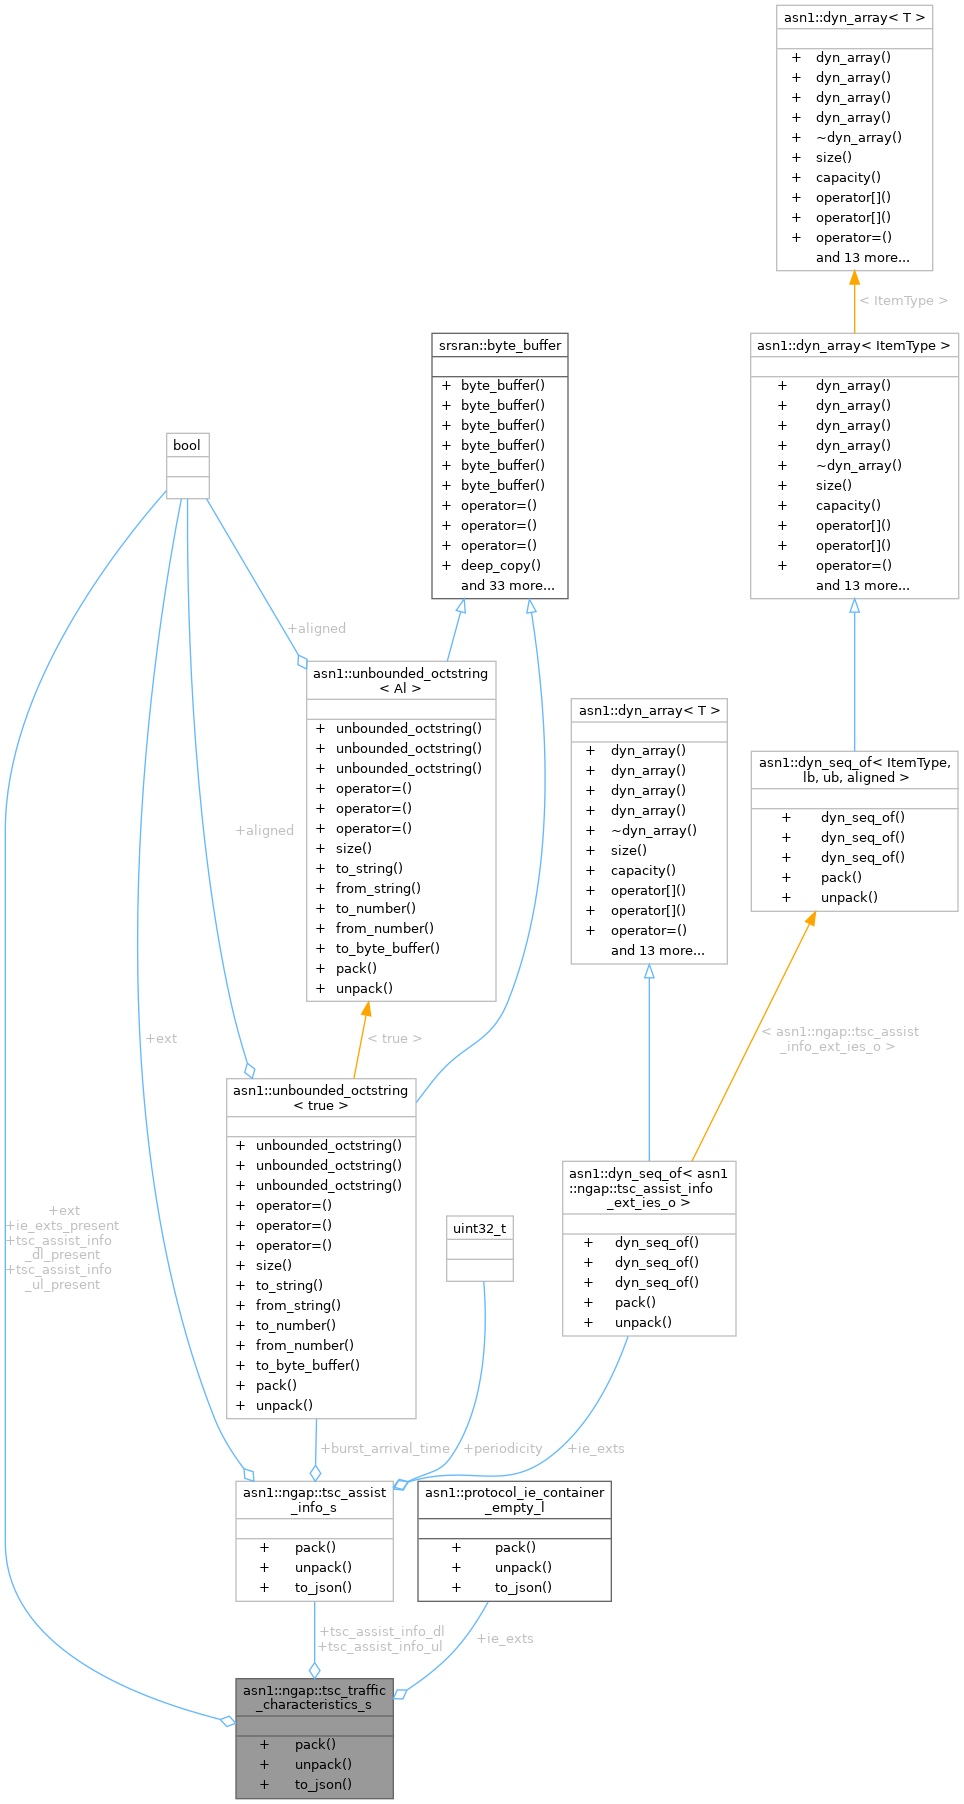 asn1::dyn_array< T >
+ dyn_array()
+ dyn_array()
+ dyn_array()
+ dyn_array()
+ ~dyn_array()
+ size()
+ capacity()
+ operator[]()
+ operator[]()
+ operator=()
and 13 more...
< ItemType >
srsran::byte_buffer
+ byte_buffer()
+ byte_buffer()
+ byte_buffer()
+ byte_buffer()
+ byte_buffer()
+ byte_buffer()
+ operator=()
+ operator=()
+ operator=()
+ deep_copy()
and 33 more...
asn1::dyn_array< ItemType >
+ dyn_array()
+ dyn_array()
+ dyn_array()
+ dyn_array()
+ ~dyn_array()
+ size()
+ capacity()
+ operator[]()
+ operator[]()
+ operator=()
and 13 more...
bool
+aligned
asn1::unbounded_octstring
< Al >
+ unbounded_octstring()
+ unbounded_octstring()
+ unbounded_octstring()
+ operator=()
+ operator=()
+ operator=()
+ size()
+ to_string()
+ from_string()
+ to_number()
+ from_number()
+ to_byte_buffer()
+ pack()
+ unpack()
asn1::dyn_array< T >
+ dyn_array()
+ dyn_array()
+ dyn_array()
+ dyn_array()
+ ~dyn_array()
+ size()
+ capacity()
+ operator[]()
+ operator[]()
+ operator=()
and 13 more...
asn1::dyn_seq_of< ItemType,
lb, ub, aligned >
+ dyn_seq_of()
+ dyn_seq_of()
+ dyn_seq_of()
+ pack()
+ unpack()
+aligned
+ext
< true >
< asn1::ngap::tsc_assist
_info_ext_ies_o >
asn1::unbounded_octstring
< true >
+ unbounded_octstring()
+ unbounded_octstring()
+ unbounded_octstring()
+ operator=()
+ operator=()
+ operator=()
+ size()
+ to_string()
+ from_string()
+ to_number()
+ from_number()
+ to_byte_buffer()
+ pack()
+ unpack()
asn1::dyn_seq_of< asn1
::ngap::tsc_assist_info
_ext_ies_o >
+ dyn_seq_of()
+ dyn_seq_of()
+ dyn_seq_of()
+ pack()
+ unpack()
uint32_t
+ext
+ie_exts_present
+tsc_assist_info
_dl_present
+tsc_assist_info
_ul_present
+burst_arrival_time
+periodicity
+ie_exts
asn1::ngap::tsc_assist
_info_s
+ pack()
+ unpack()
+ to_json()
asn1::protocol_ie_container
_empty_l
+ pack()
+ unpack()
+ to_json()
+tsc_assist_info_dl
+tsc_assist_info_ul
+ie_exts
asn1::ngap::tsc_traffic
_characteristics_s
+ pack()
+ unpack()
+ to_json()